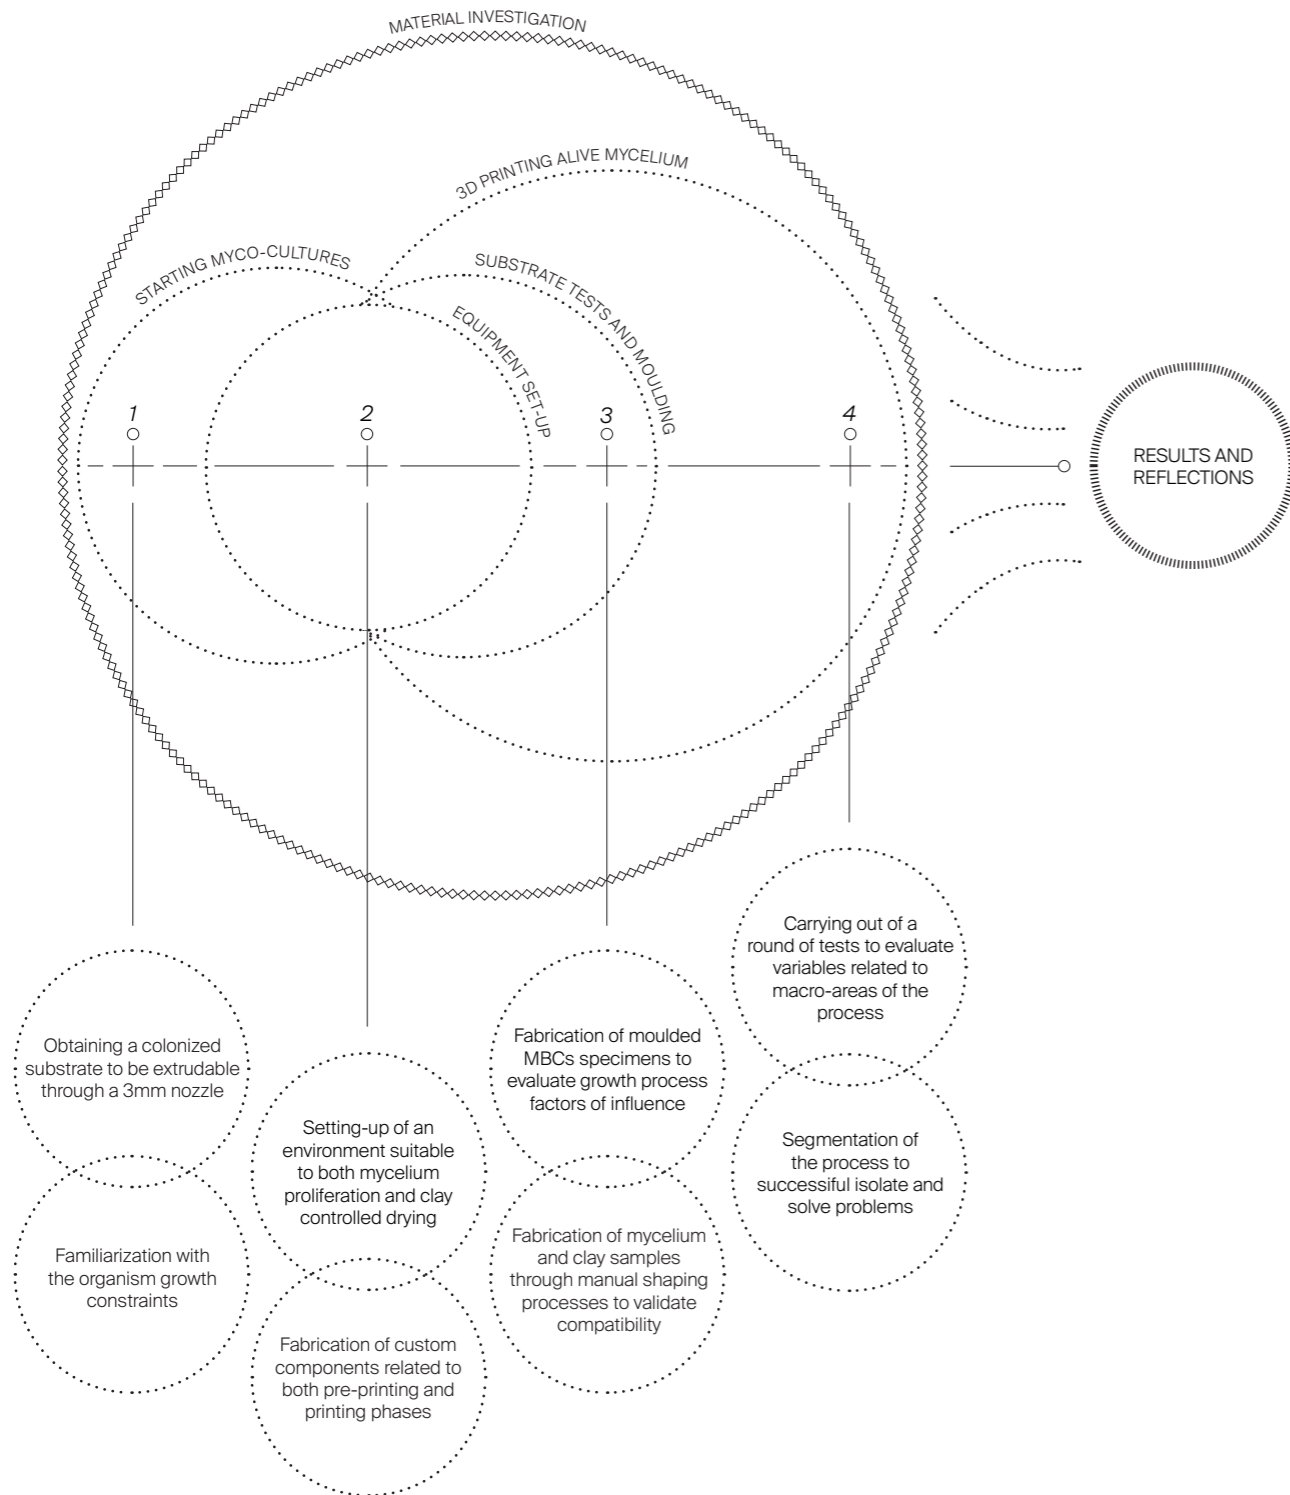 MATERIAL INVESTIGATION
3D PRINTING ALIVE MYCELIUM
STARTING MYCO-CULTURES
SUBSTRATE TESTS AND MOULDING
EQUIPMENT SET-UP
1
2
3
4
RESULTS AND
REFLECTIONS
Obtaining a colonized
substrate to be extrudable
through a 3mm nozzle
Familiarization with
the organism growth
constraints
Setting-up of an
environment suitable
to both mycelium
proliferation and clay
controlled drying
Fabrication of custom
components related to
both pre-printing and
printing phases
Fabrication of moulded
MBCs specimens to
evaluate growth process
factors of influence
Fabrication of mycelium
and clay samples
through manual shaping
processes to validate
compatibility
Carrying out of a
round of tests to evaluate
variables related to
macro-areas of the
process
Segmentation of
the process to
successful isolate and
solve problems